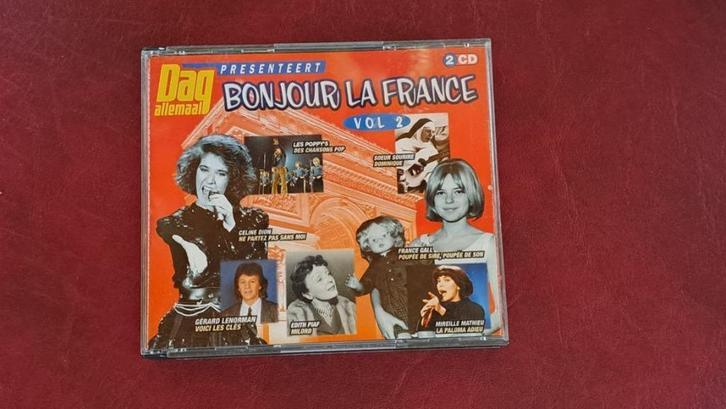 Dag
allemaal
PRESENTEERT
2 CD
BONJOUR LA FRANCE
VOL 2
LES POPPY'S
DES CHANSONS POP
SOEUR SOURIRE
DOMINIQUE
CELINE DION
NE PARTEZ PAS SANS MOI
FRANCE GALL
POUPÉE DE SIRE, POUPÉE DE SON
GÉRARD LENORMAN
VOICI LES CLÉS
EDITH PIAF
MILORD
MIREILLE MATHIEU
LA PALOMA ADIEU